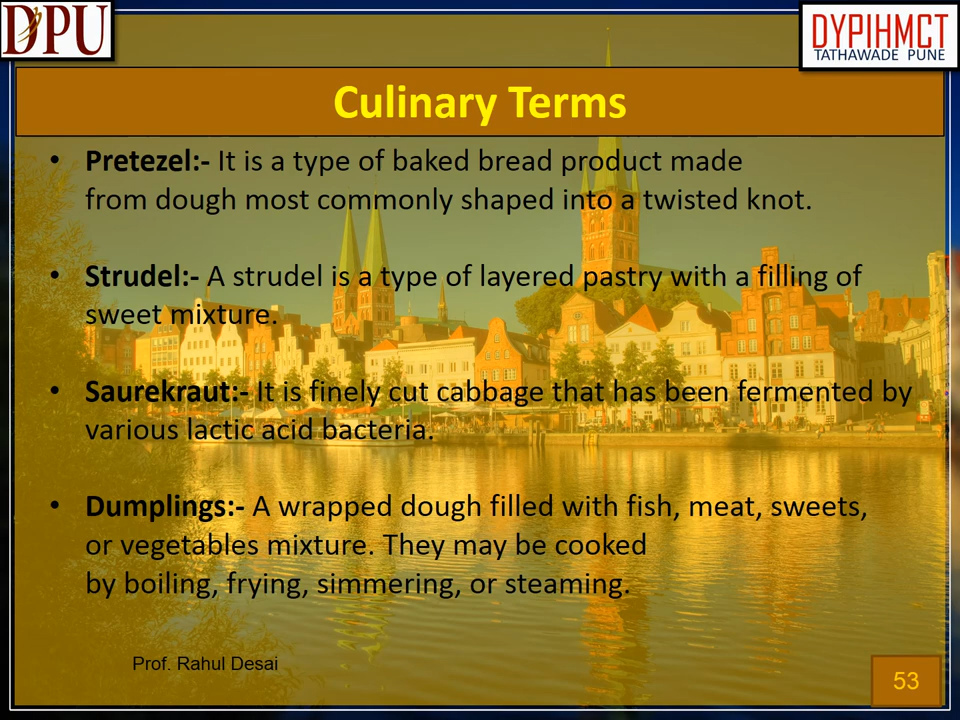 DPU
DYPIHMCT
TATHAWADE PUNE
Culinary Terms
• Pretezel:- It is a type of baked bread product made
from dough most commonly shaped into a twisted knot.
• Strudel:- A strudel is a type of layered pastry with a filling of
sweet mixture.
• Saurekraut:- It is finely cut cabbage that has been fermented by
various lactic acid bacteria.
• Dumplings:- A wrapped dough filled with fish, meat, sweets,
or vegetables mixture. They may be cooked
by boiling, frying, simmering, or steaming.
Prof. Rahul Desai
53